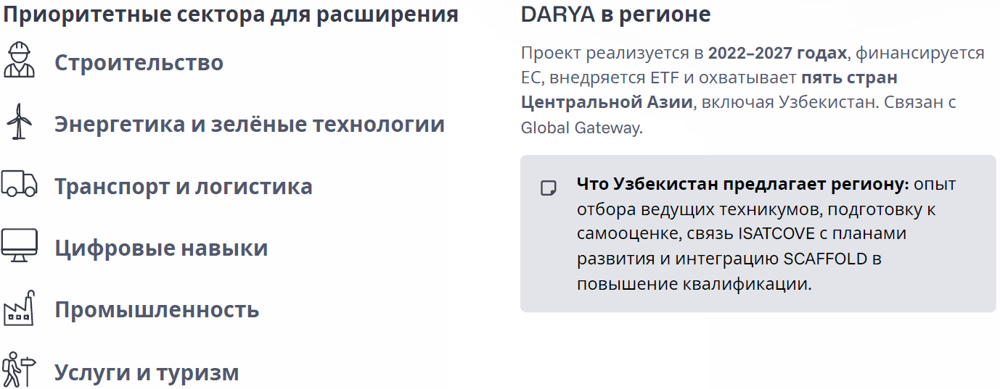 Приоритетные сектора для расширения
Строительство
Энергетика и зелёные технологии
Транспорт и логистика
Цифровые навыки
Промышленность
Услуги и туризм
DARYA в регионе
Проект реализуется в 2022–2027 годах, финансируется
ЕС, внедряется ETF и охватывает пять стран
Центральной Азии, включая Узбекистан. Связан с
Global Gateway.
Что Узбекистан предлагает региону: опыт
отбора ведущих техникумов, подготовку к
самооценке, связь ISATCOVE с планами
развития и интеграцию SCAFFOLD в
повышение квалификации.